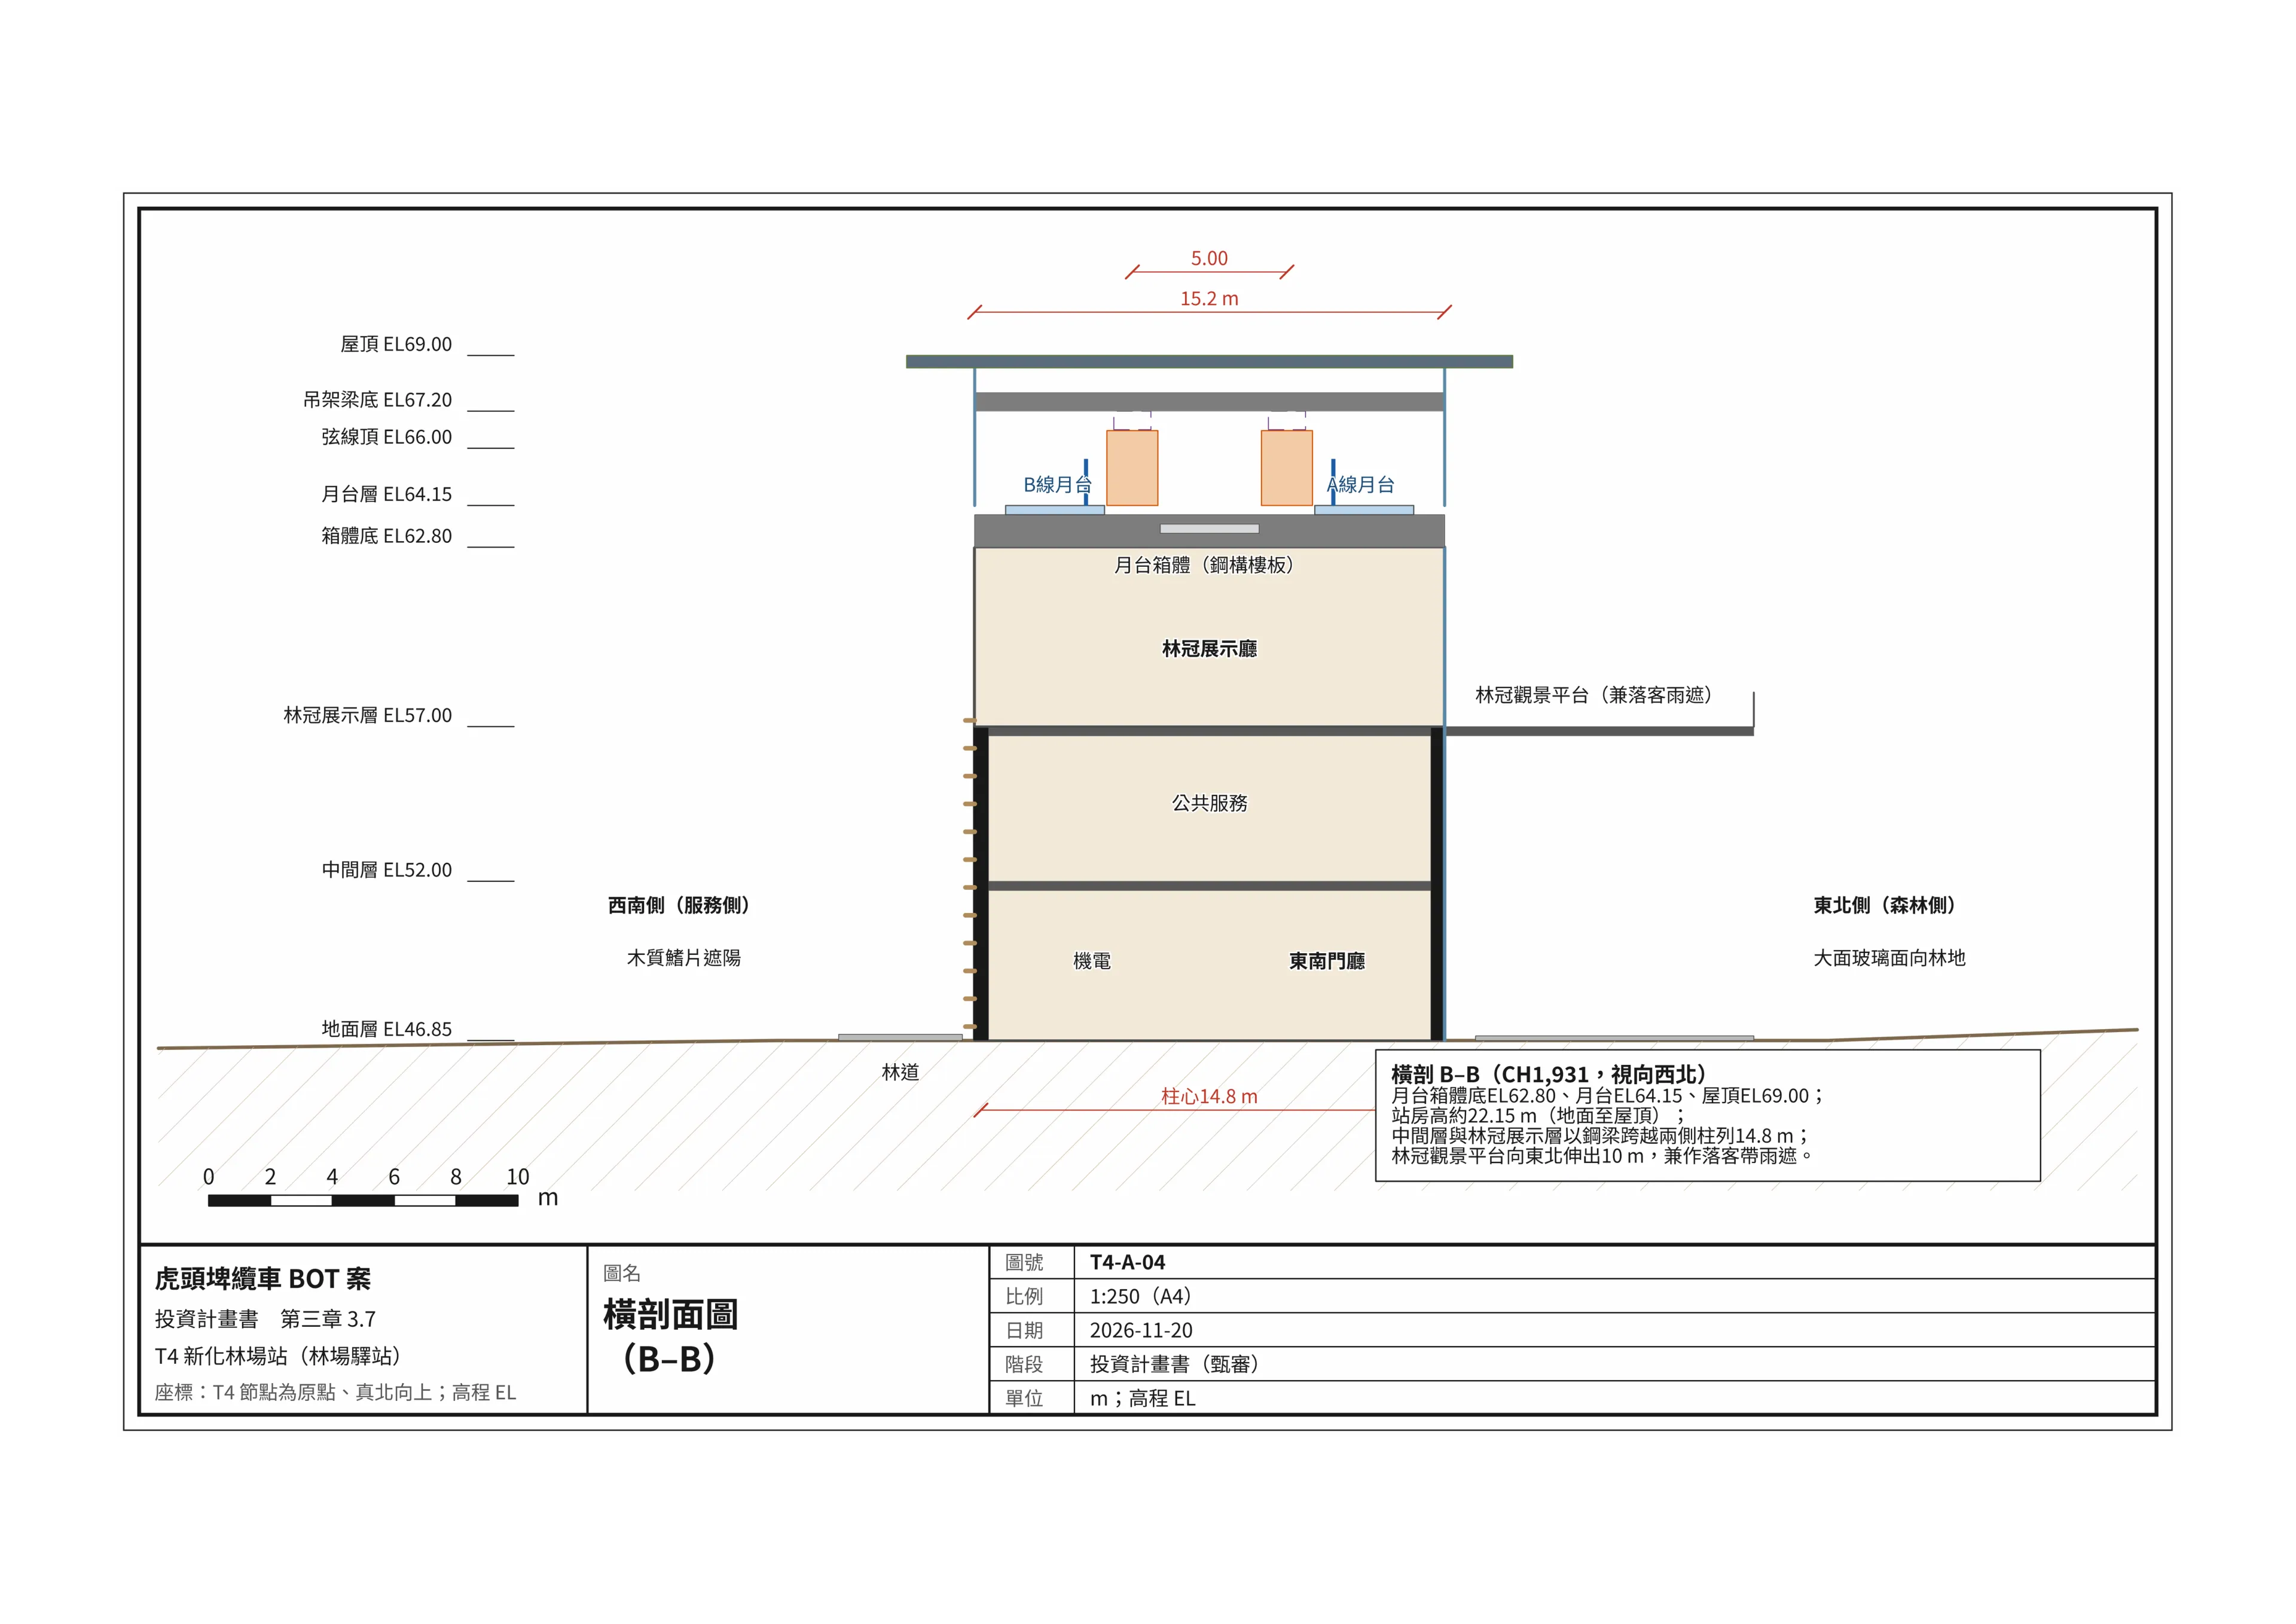 5.00
15.2 m
屋頂 EL69.00
吊架梁底 EL67.20
弦線頂 EL66.00
B線月台
A線月台
月台層 EL64.15
箱體底 EL62.80
月台箱體（鋼構樓板）
林冠展示廳
林冠觀景平台（兼落客雨遮）
林冠展示層 EL57.00
公共服務
中間層 EL52.00
西南側（服務側）
東北側（森林側）
木質鰭片遮陽
機電
東南門廳
大面玻璃面向林地
地面層 EL46.85
林道
柱心14.8 m
橫剖 B–B（CH1,931，視向西北）
月台箱體底EL62.80、月台EL64.15、屋頂EL69.00；
站房高約22.15 m（地面至屋頂）；
中間層與林冠展示層以鋼梁跨越兩側柱列14.8 m；
林冠觀景平台向東北伸出10 m，兼作落客帶雨遮。
0 2 4 6 8 10
m
虎頭埤纜車 BOT 案
投資計畫書　第三章 3.7
T4 新化林場站（林場驛站）
座標：T4 節點為原點、真北向上；高程 EL
圖名
橫剖面圖
（B–B）
圖號 T4-A-04
比例 1:250（A4）
日期 2026-11-20
階段 投資計畫書（甄審）
單位 m；高程 EL